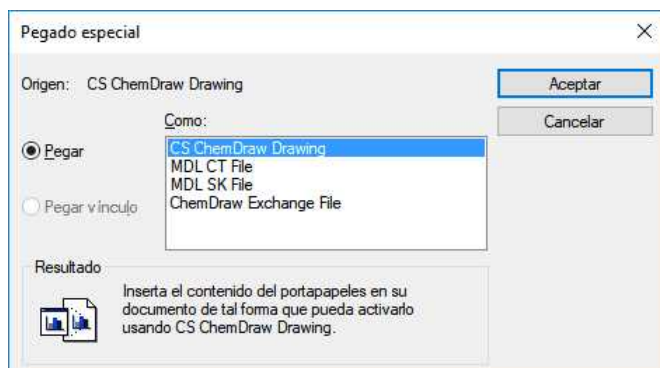 Pegado especial
Origen: CS ChemDraw Drawing
Aceptar
Como:
Cancelar
Pegar
CS ChemDraw Drawing
MDL CT File
MDL SK File
Pegar vínculo
ChemDraw Exchange File
Resultado
Inserta el contenido del portapapeles en su
documento de tal forma que pueda activarlo
usando CS ChemDraw Drawing.